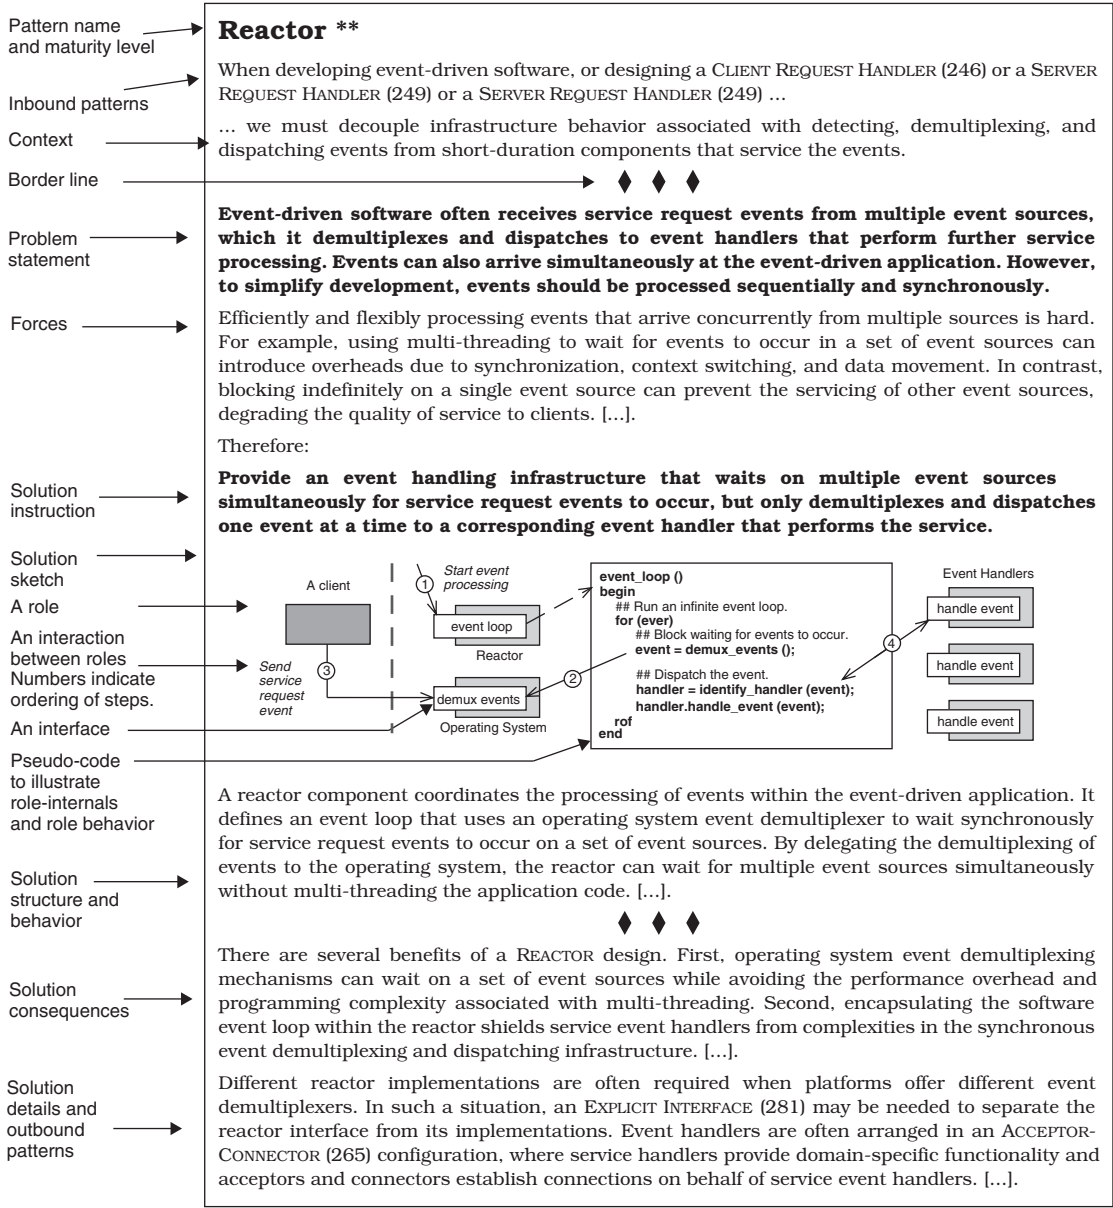 Pattern name
and maturity level
Reactor **
When developing event-driven software, or designing a CLIENT REQUEST HANDLER (246) or a SERVER
REQUEST HANDLER (249) or a SERVER REQUEST HANDLER (249) ...
Inbound patterns
Context
... we must decouple infrastructure behavior associated with detecting, demultiplexing, and
dispatching events from short-duration components that service the events.
Border line
Problem
statement
Event-driven software often receives service request events from multiple event sources,
which it demultiplexes and dispatches to event handlers that perform further service
processing. Events can also arrive simultaneously at the event-driven application. However,
to simplify development, events should be processed sequentially and synchronously.
Forces
Efficiently and flexibly processing events that arrive concurrently from multiple sources is hard.
For example, using multi-threading to wait for events to occur in a set of event sources can
introduce overheads due to synchronization, context switching, and data movement. In contrast,
blocking indefinitely on a single event source can prevent the servicing of other event sources,
degrading the quality of service to clients. [...].
Therefore:
Solution
instruction
Provide an event handling infrastructure that waits on multiple event sources
simultaneously for service request events to occur, but only demultiplexes and dispatches
one event at a time to a corresponding event handler that performs the service.
Solution
sketch
A role
An interaction
between roles
Numbers indicate
ordering of steps.
An interface
Pseudo-code
to illustrate
role-internals
and role behavior
A client
3
Send
service
request
event
1
Start event
processing
event loop
Reactor
2
demux events
Operating System
event_loop ()
begin
## Run an infinite event loop.
for (ever)
## Block waiting for events to occur.
event = demux_events ();
## Dispatch the event.
handler = identify_handler (event);
handler.handle_event (event);
rof
end
4
Event Handlers
handle event
handle event
handle event
A reactor component coordinates the processing of events within the event-driven application. It
defines an event loop that uses an operating system event demultiplexer to wait synchronously
for service request events to occur on a set of event sources. By delegating the demultiplexing of
events to the operating system, the reactor can wait for multiple event sources simultaneously
without multi-threading the application code. [...].
Solution
structure and
behavior
There are several benefits of a REACTOR design. First, operating system event demultiplexing
mechanisms can wait on a set of event sources while avoiding the performance overhead and
programming complexity associated with multi-threading. Second, encapsulating the software
event loop within the reactor shields service event handlers from complexities in the synchronous
event demultiplexing and dispatching infrastructure. [...].
Solution
consequences
Solution
details and
outbound
patterns
Different reactor implementations are often required when platforms offer different event
demultiplexers. In such a situation, an EXPLICIT INTERFACE (281) may be needed to separate the
reactor interface from its implementations. Event handlers are often arranged in an ACCEPTOR-
CONNECTOR (265) configuration, where service handlers provide domain-specific functionality and
acceptors and connectors establish connections on behalf of service event handlers. [...].